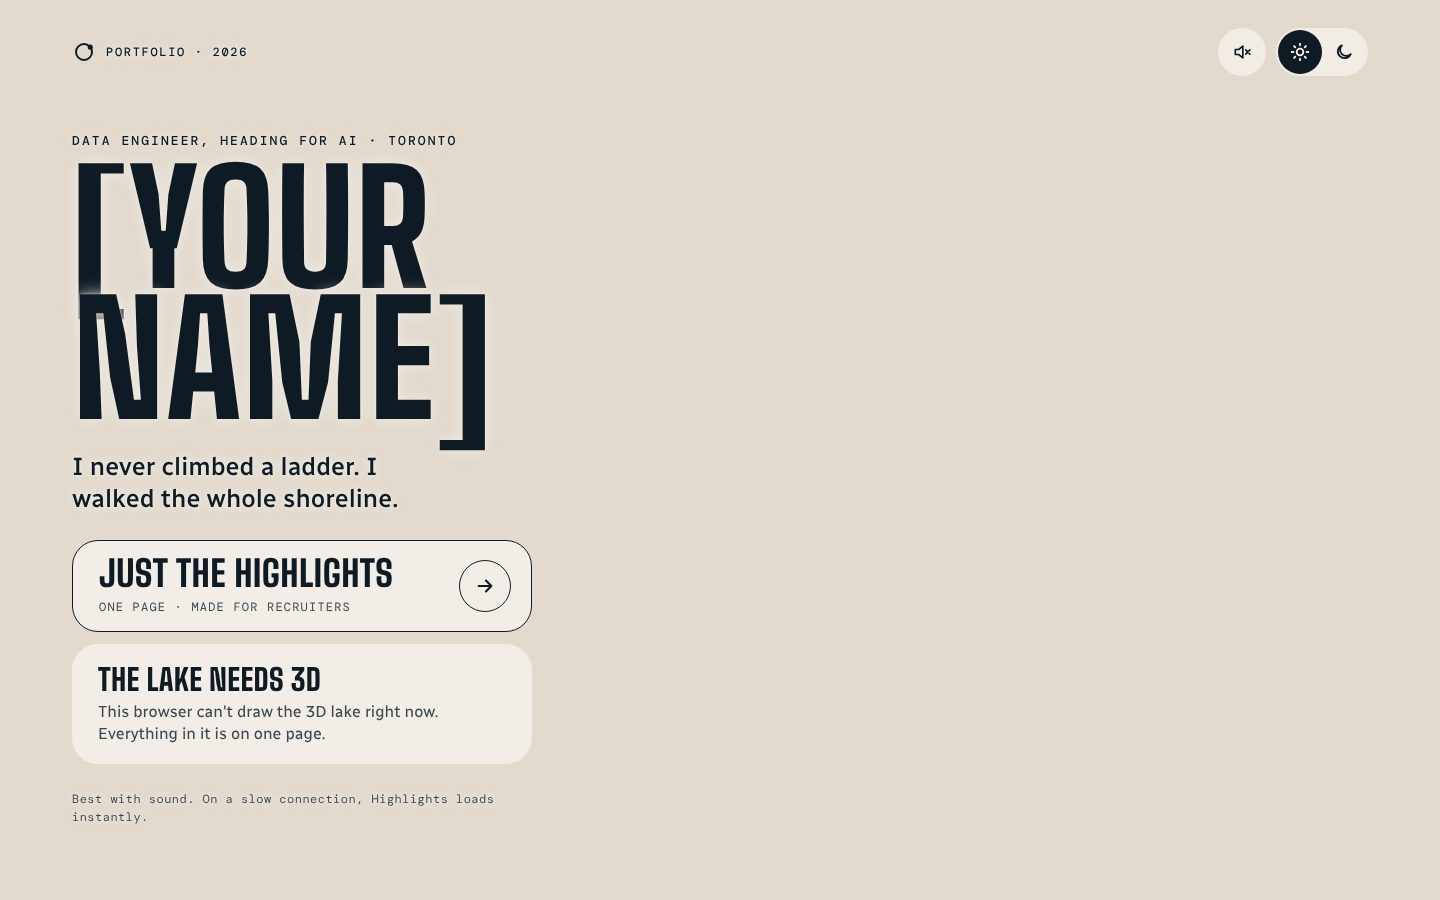 PORTFOLIO · 2026
DATA ENGINEER, HEADING FOR AI · TORONTO
[YOUR
NAME]
I never climbed a ladder. I
walked the whole shoreline.
JUST THE HIGHLIGHTS
ONE PAGE · MADE FOR RECRUITERS
THE LAKE NEEDS 3D
This browser can't draw the 3D lake right now.
Everything in it is on one page.
Best with sound. On a slow connection, Highlights loads
instantly.